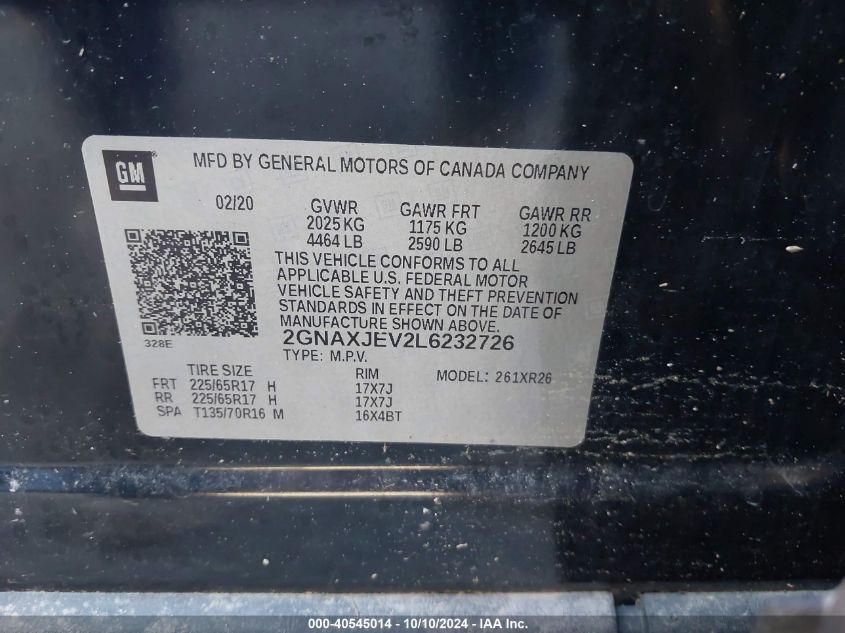 GM
MFD BY GENERAL MOTORS OF CANADA COMPANY
02/20 GVWR GAWR FRT GAWR RR
2025 KG 1175 KG 1200 KG
4464 LB 2590 LB 2645 LB
THIS VEHICLE CONFORMS TO ALL
APPLICABLE U.S. FEDERAL MOTOR
VEHICLE SAFETY AND THEFT PREVENTION
STANDARDS IN EFFECT ON THE DATE OF
MANUFACTURE SHOWN ABOVE.
328E 2GNAXJEV2L6232726
TYPE: M.P.V.
TIRE SIZE RIM MODEL: 261XR26
FRT 225/65R17 H 17X7J
RR 225/65R17 H 17X7J
SPA T135/70R16 M 16X4BT
000-40545014 - 10/10/2024 - IAA Inc.